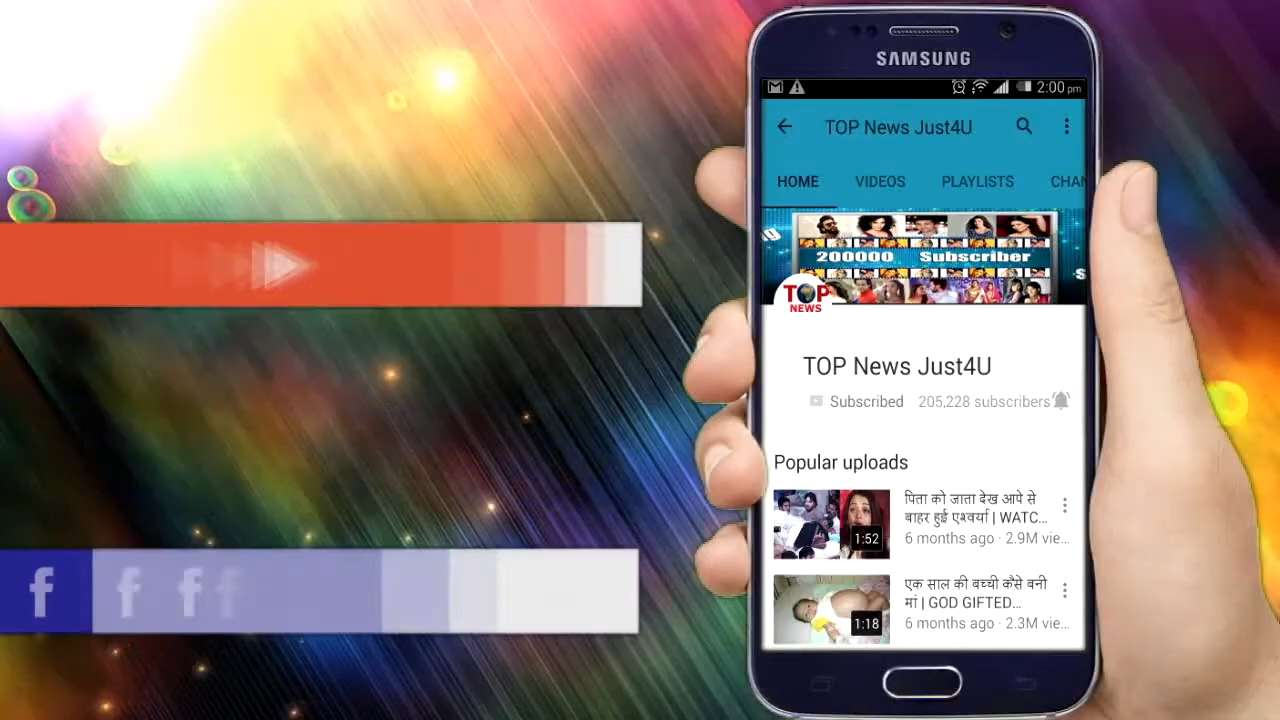 SAMSUNG
2:00 pm
TOP News Just4U
HOME VIDEOS PLAYLISTS CHAN
200000 Subscriber
TOP
NEWS
TOP News Just4U
Subscribed 205,228 subscribers
Popular uploads
पिता को जाता देख आपे से
बाहर हुई एश्वर्या | WATC...
6 months ago · 2.9M vie...
1:52
एक साल की बच्ची कैसे बनी
मां | GOD GIFTED...
6 months ago · 2.3M vie...
1:18
f f f f